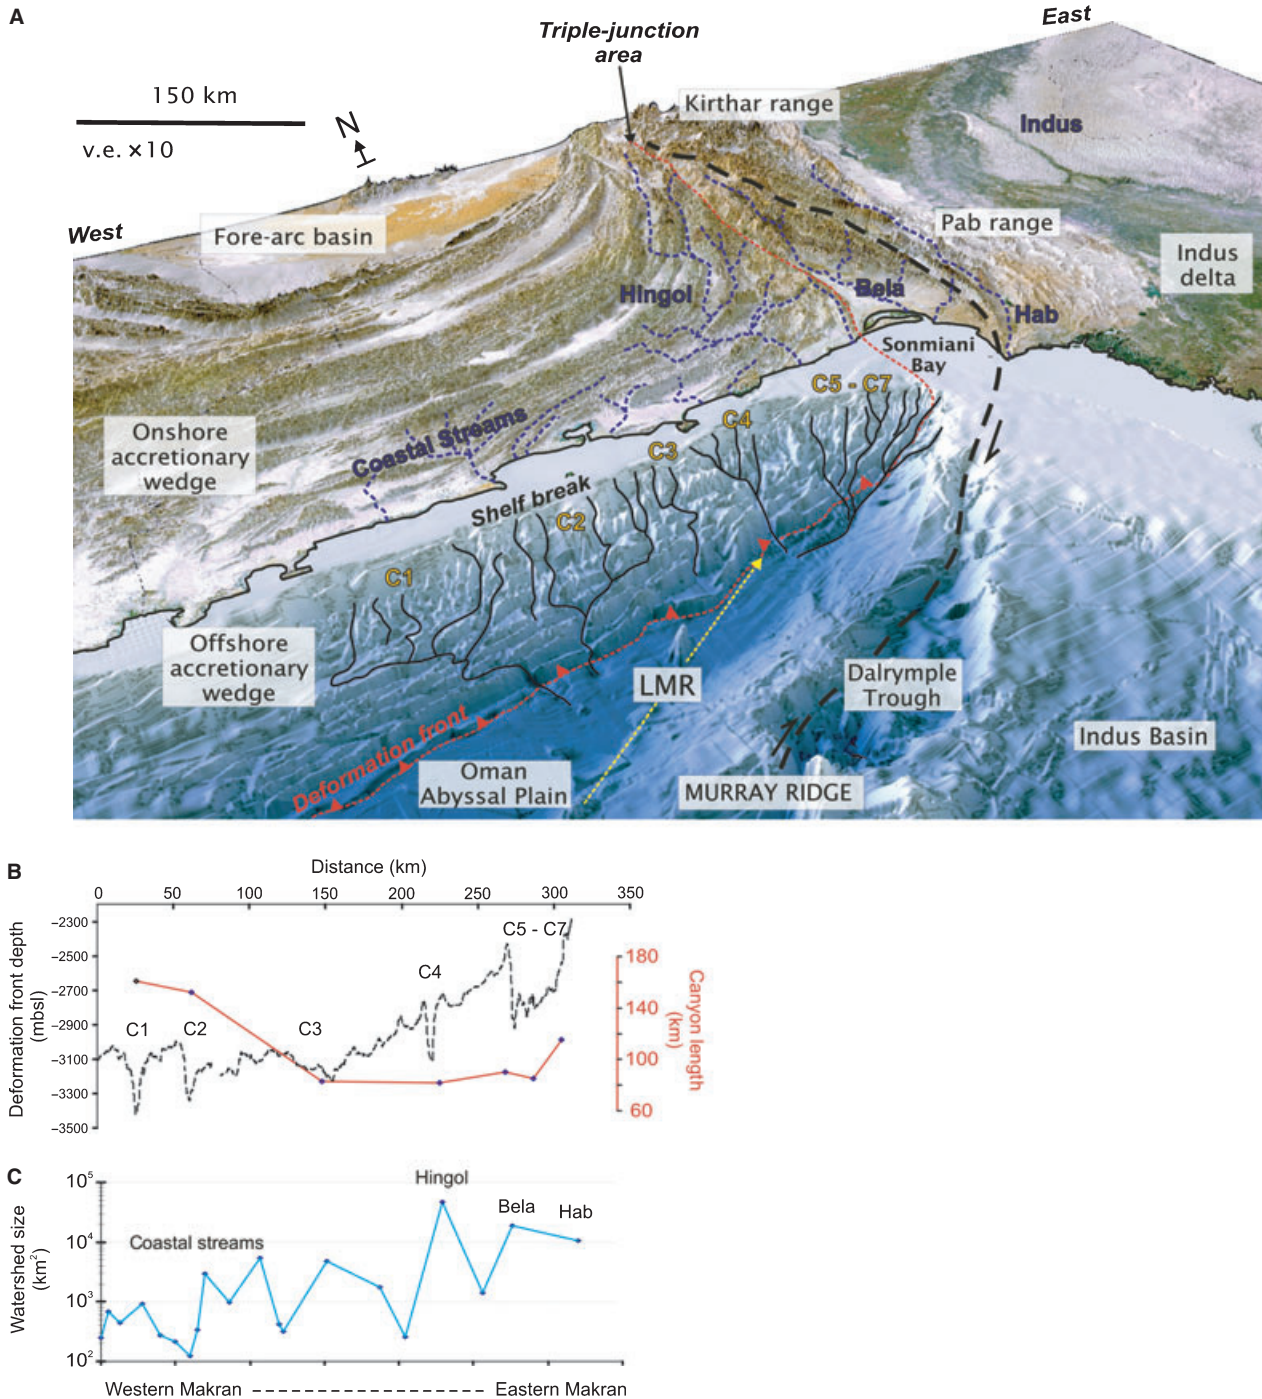 A
Triple-junction
area
East
150 km
N
v.e. ×10
Kirthar range
Indus
West
Fore-arc basin
Pab range
Indus
delta
Hingol
Bela
Hab
Sonmiani
Bay
C5 - C7
C4
Coastal Streams
Onshore
accretionary
wedge
C3
Shelf break
C2
C1
Offshore
accretionary
wedge
LMR
Dalrymple
Trough
Deformation front
Oman
Abyssal Plain
MURRAY RIDGE
Indus Basin
B
Distance (km)
0 50 100 150 200 250 300 350
Deformation front depth
(mbsl)
−2300
−2500
−2700
−2900
−3100
−3300
−3500
C1
C2
C3
C4
C5 - C7
180
140
100
60
Canyon length
(km)
C
Watershed size
(km²)
10⁵
10⁴
10³
10²
Coastal streams
Hingol
Bela
Hab
Western Makran
Eastern Makran